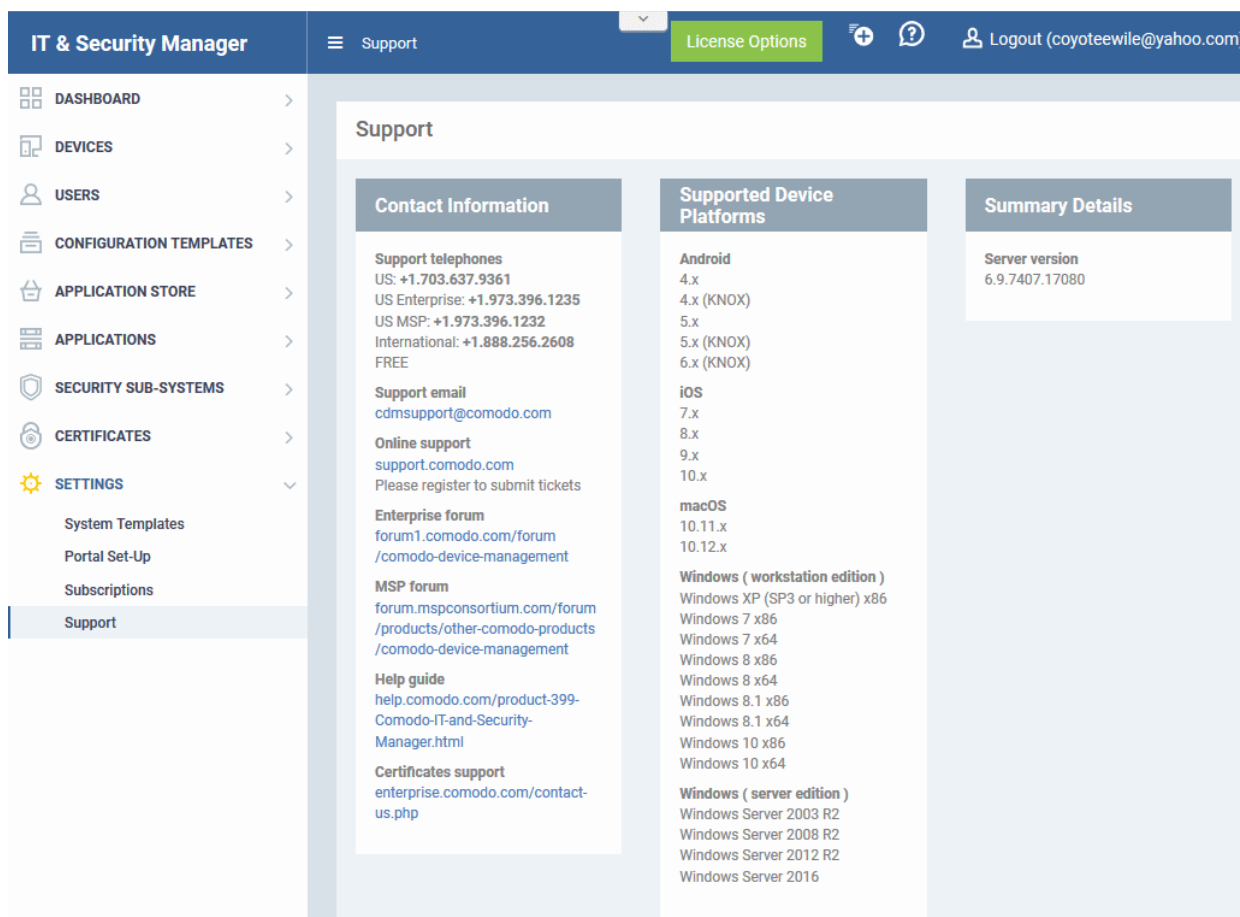 IT & Security Manager
Support
License Options
Logout (coyoteewile@yahoo.com)
DASHBOARD
DEVICES
USERS
CONFIGURATION TEMPLATES
APPLICATION STORE
APPLICATIONS
SECURITY SUB-SYSTEMS
CERTIFICATES
SETTINGS
System Templates
Portal Set-Up
Subscriptions
Support
Support
Contact Information
Support telephones
US: +1.703.637.9361
US Enterprise: +1.973.396.1235
US MSP: +1.973.396.1232
International: +1.888.256.2608
FREE
Support email
cdmsupport@comodo.com
Online support
support.comodo.com
Please register to submit tickets
Enterprise forum
forum1.comodo.com/forum
/comodo-device-management
MSP forum
forum.mspconsortium.com/forum
/products/other-comodo-products
/comodo-device-management
Help guide
help.comodo.com/product-399-
Comodo-IT-and-Security-
Manager.html
Certificates support
enterprise.comodo.com/contact-
us.php
Supported Device
Platforms
Android
4.x
4.x (KNOX)
5.x
5.x (KNOX)
6.x (KNOX)
iOS
7.x
8.x
9.x
10.x
macOS
10.11.x
10.12.x
Windows ( workstation edition )
Windows XP (SP3 or higher) x86
Windows 7 x86
Windows 7 x64
Windows 8 x86
Windows 8 x64
Windows 8.1 x86
Windows 8.1 x64
Windows 10 x86
Windows 10 x64
Windows ( server edition )
Windows Server 2003 R2
Windows Server 2008 R2
Windows Server 2012 R2
Windows Server 2016
Summary Details
Server version
6.9.7407.17080